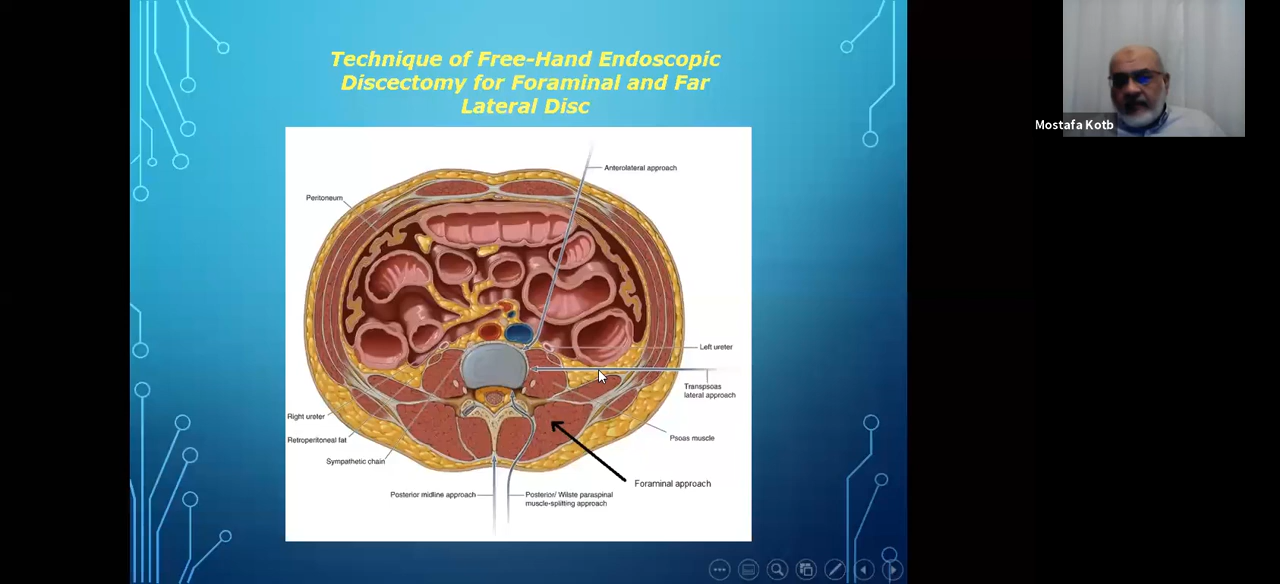 Technique of Free-Hand Endoscopic
Discectomy for Foraminal and Far
Lateral Disc
Mostafa Kotb
Anterolateral approach
Peritoneum
Left ureter
Transpsoas
lateral approach
Right ureter
Retroperitoneal fat
Psoas muscle
Sympathetic chain
Foraminal approach
Posterior midline approach
Posterior/ Wilste paraspinal
muscle-splitting approach